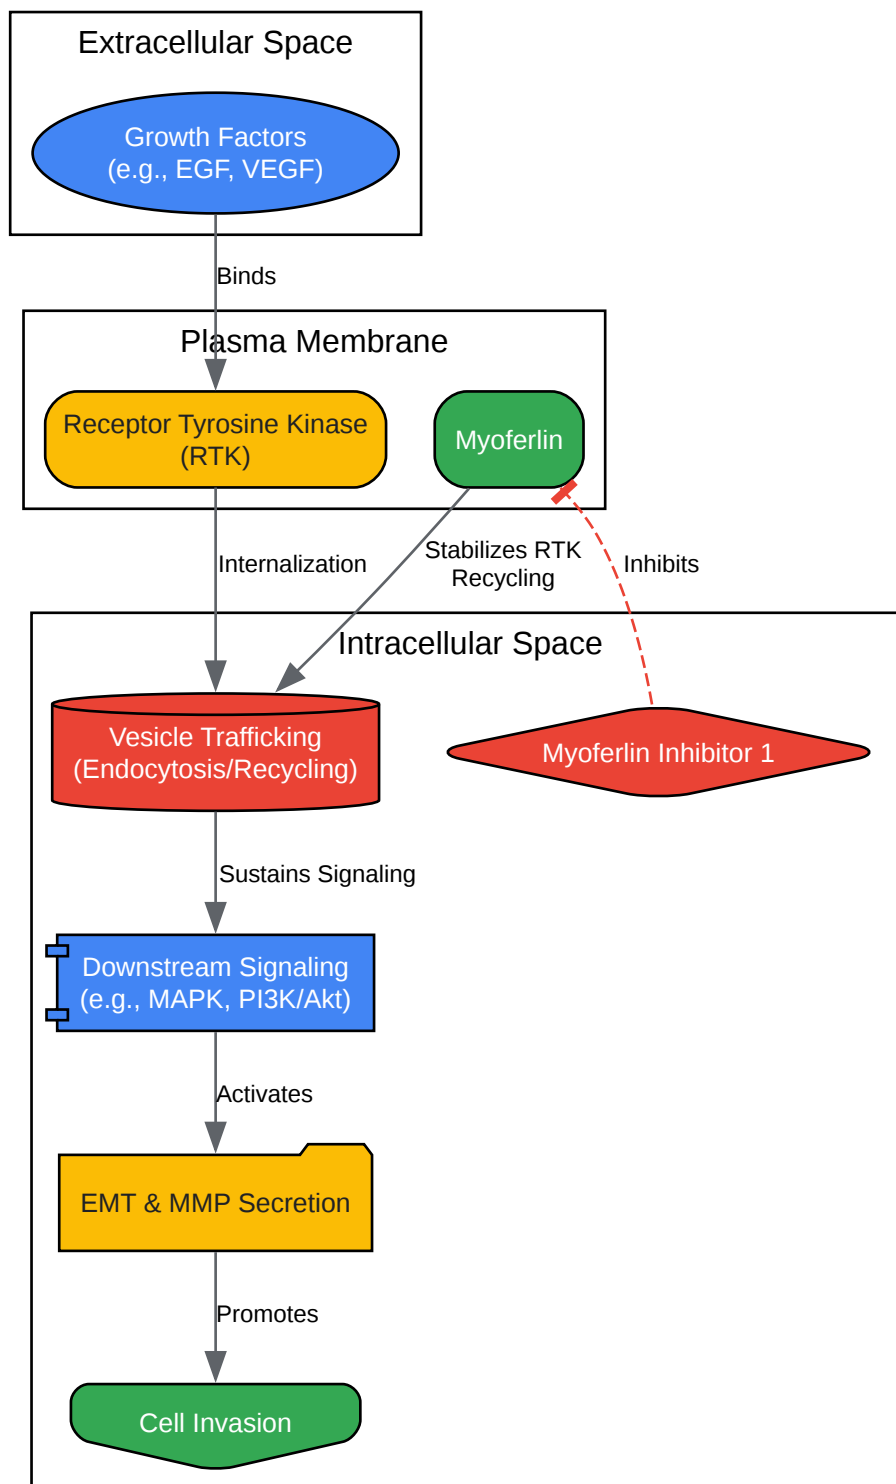 Extracellular Space
Growth Factors
(e.g., EGF, VEGF)
Binds
Plasma Membrane
Receptor Tyrosine Kinase
(RTK)
Myoferlin
Internalization
Stabilizes RTK
Recycling
Inhibits
Intracellular Space
Vesicle Trafficking
(Endocytosis/Recycling)
Myoferlin Inhibitor 1
Sustains Signaling
Downstream Signaling
(e.g., MAPK, PI3K/Akt)
Activates
EMT & MMP Secretion
Promotes
Cell Invasion